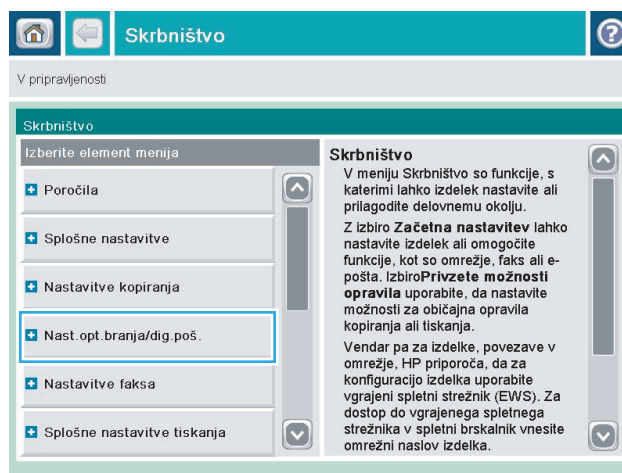 Skrbništvo
?
V pripravljenosti
Skrbništvo
Izberite element menija
Poročila
Splošne nastavitve
Nastavitve kopiranja
Nast.opt.branja/dig.poš.
Nastavitve faksa
Splošne nastavitve tiskanja
Skrbništvo
V meniju Skrbništvo so funkcije, s
katerimi lahko izdelek nastavite ali
prilagodite delovnemu okolju.
Z izbiro Začetna nastavitev lahko
nastavite izdelek ali omogočite
funkcije, kot so omrežje, faks ali e-
pošta. IzbiroPrivzete možnosti
opravila uporabite, da nastavite
možnosti za običajna opravila
kopiranja ali tiskanja.
Vendar pa za izdelke, povezave v
omrežje, HP priporoča, da za
konfiguracijo izdelka uporabite
vgrajeni spletni strežnik (EWS). Za
dostop do vgrajenega spletnega
strežnika v spletni brskalnik vnesite
omrežni naslov izdelka.